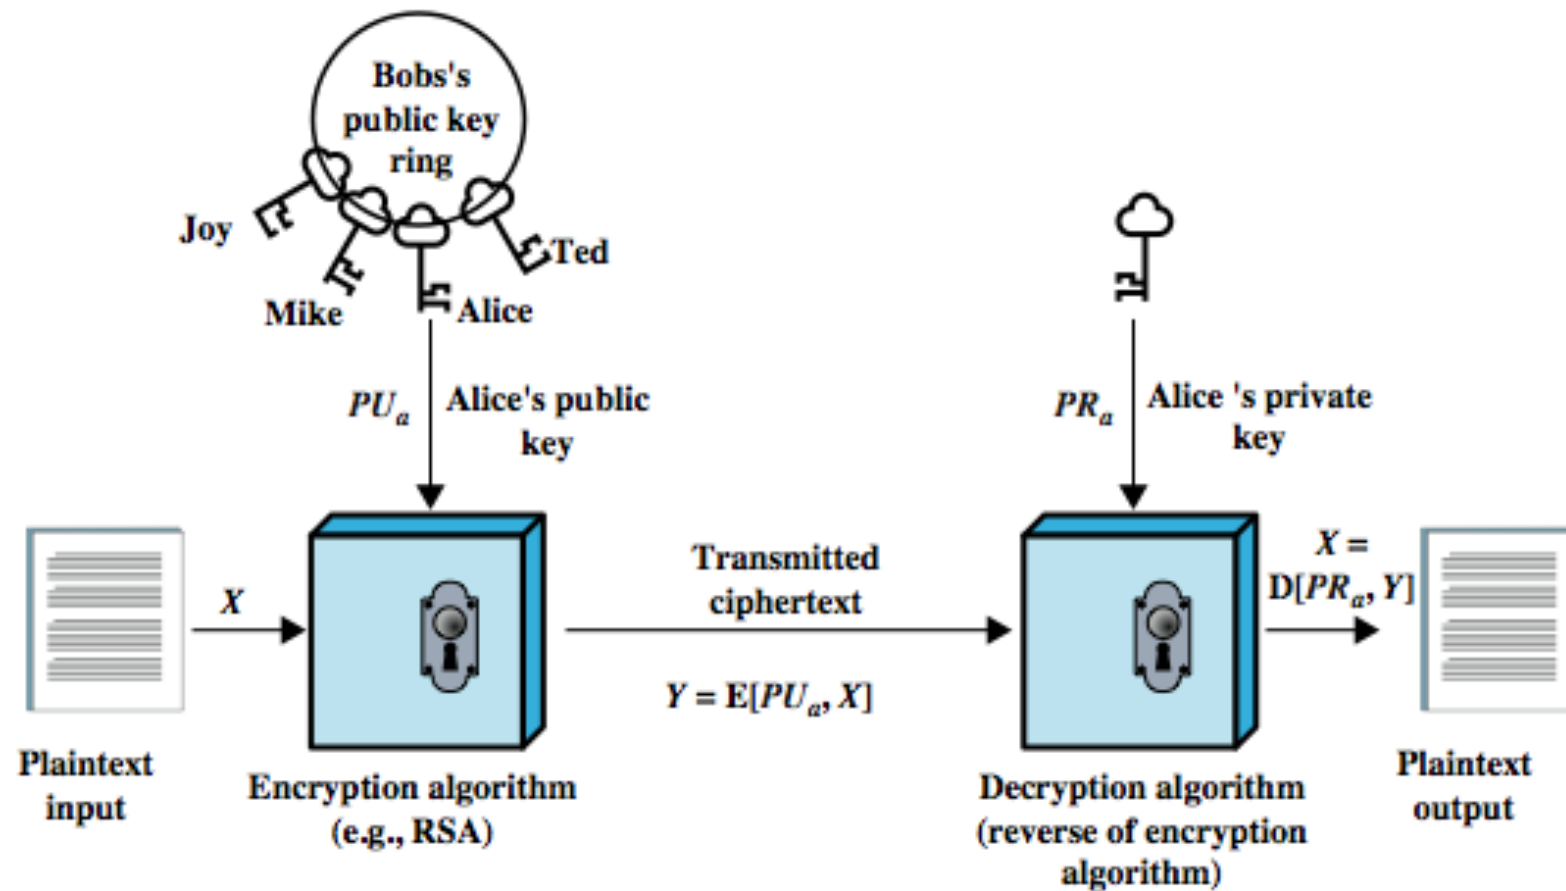 Bobs's
public key
ring
Joy
Ted
Mike
Alice
PUₐ
Alice's public
key
PRₐ
Alice 's private
key
X
Transmitted
ciphertext
X =
D[PRₐ, Y]
Y = E[PUₐ, X]
Plaintext
input
Encryption algorithm
(e.g., RSA)
Decryption algorithm
(reverse of encryption
algorithm)
Plaintext
output